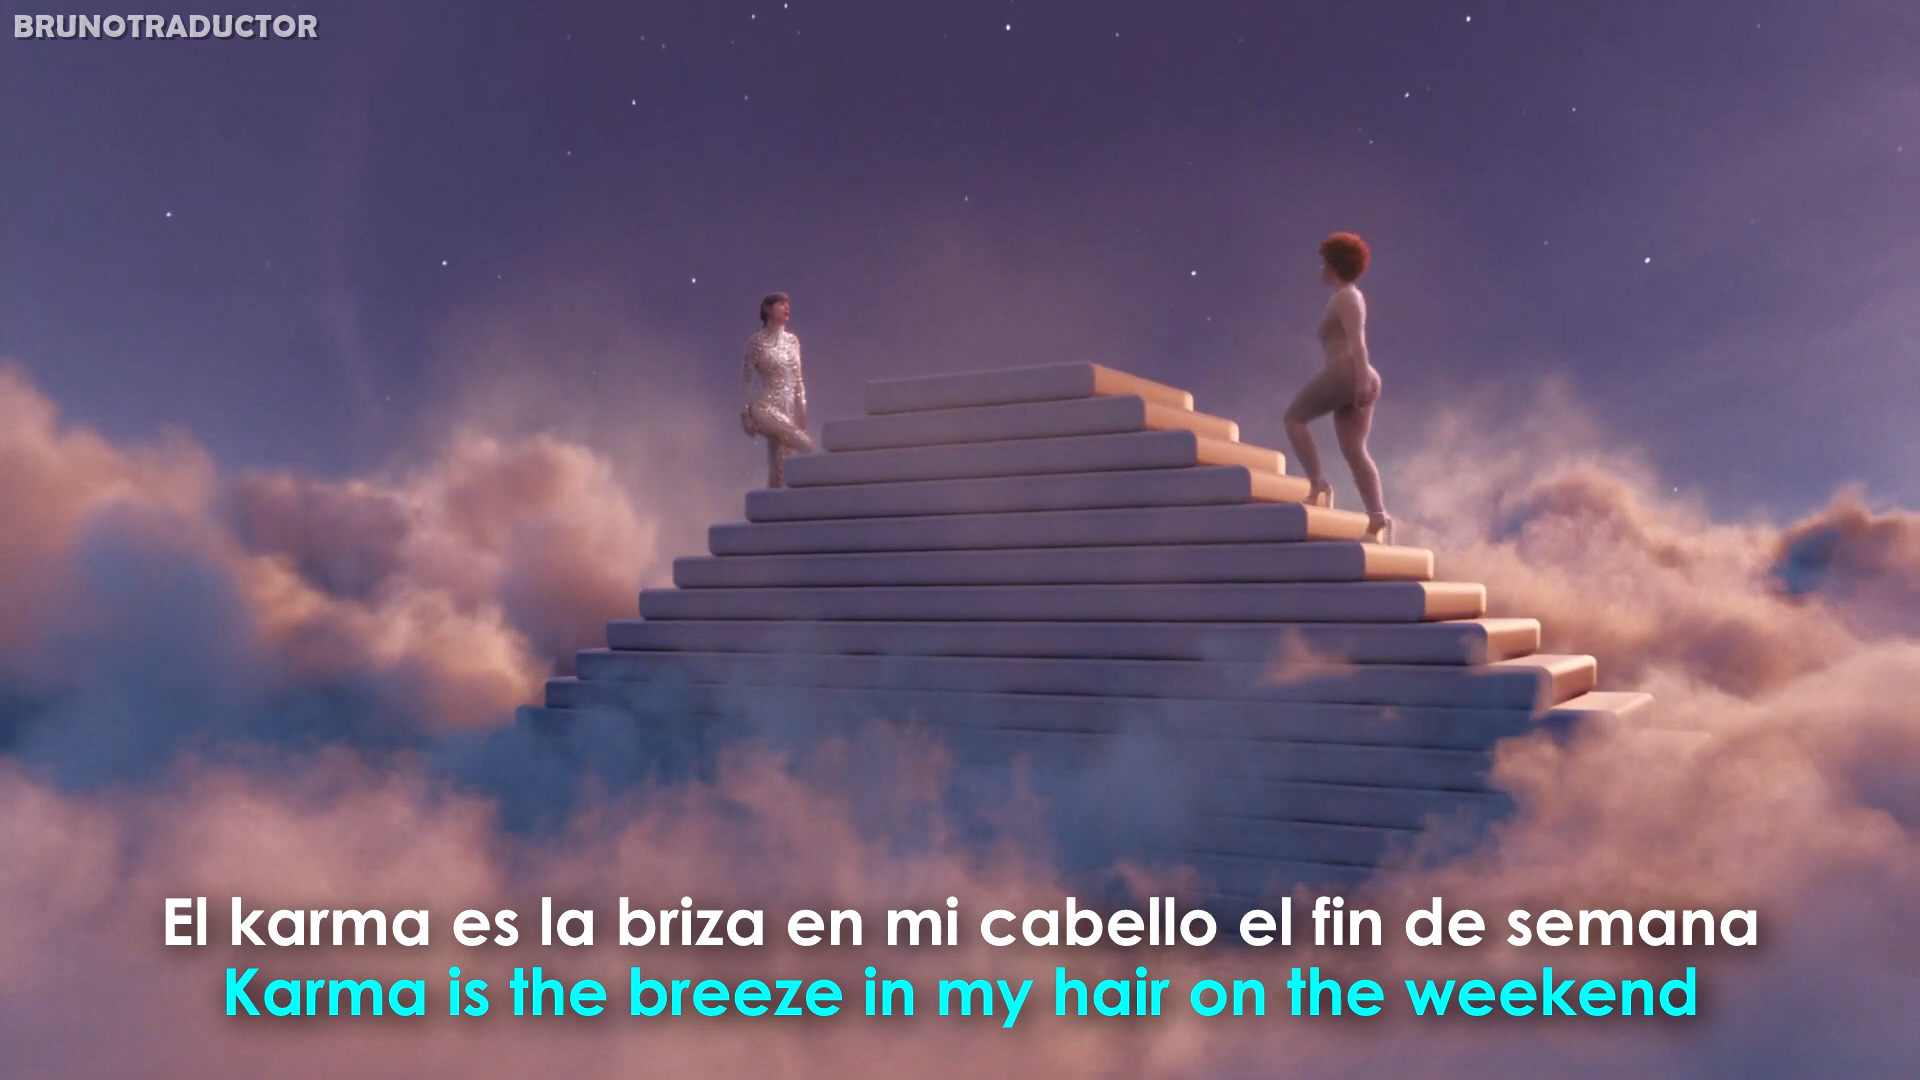 BRUNOTRADUCTOR
El karma es la briza en mi cabello el fin de semana
Karma is the breeze in my hair on the weekend